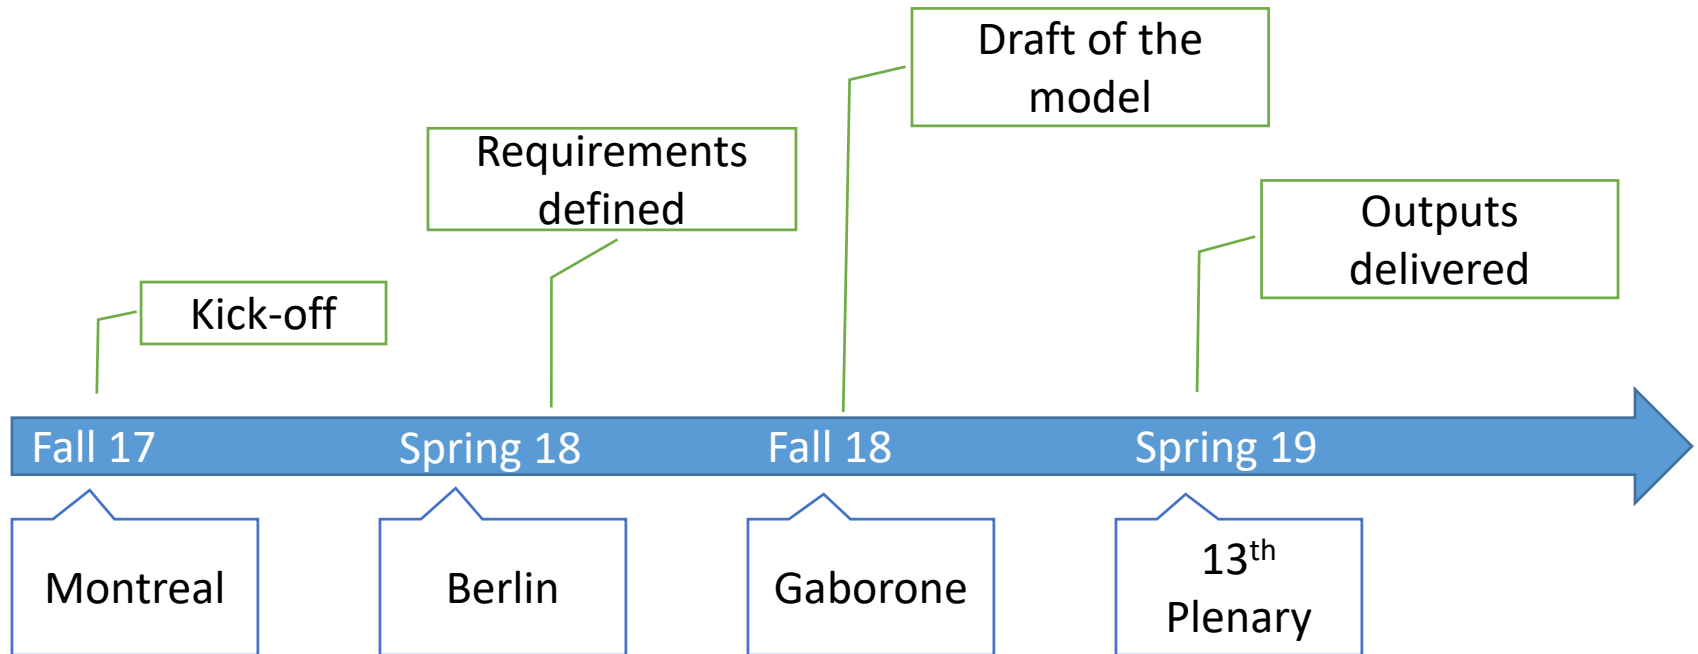 Draft of the
model
Requirements
defined
Outputs
delivered
Kick-off
Fall 17
Spring 18
Fall 18
Spring 19
Montreal
Berlin
Gaborone
13th
Plenary